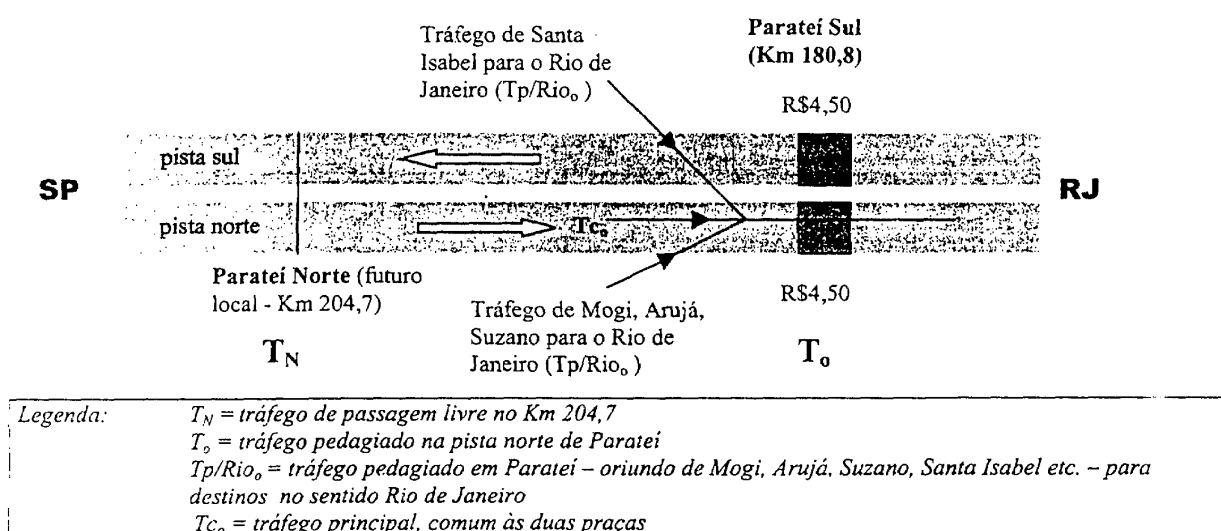 Tráfego de Santa
Isabel para o Rio de
Janeiro (Tp/Rioₒ )
Parateí Sul
(Km 180,8)
R$4,50
pista sul
SP
RJ
pista norte
Tcₒ
Parateí Norte (futuro
local - Km 204,7)
R$4,50
Tráfego de Mogi, Arujá,
Suzano para o Rio de
Janeiro (Tp/Rioₒ )
T_N
Tₒ
Legenda:
T_N = tráfego de passagem livre no Km 204,7
Tₒ = tráfego pedagiado na pista norte de Parateí
Tp/Rioₒ = tráfego pedagiado em Parateí – oriundo de Mogi, Arujá, Suzano, Santa Isabel etc. – para
destinos no sentido Rio de Janeiro
Tcₒ = tráfego principal, comum às duas praças